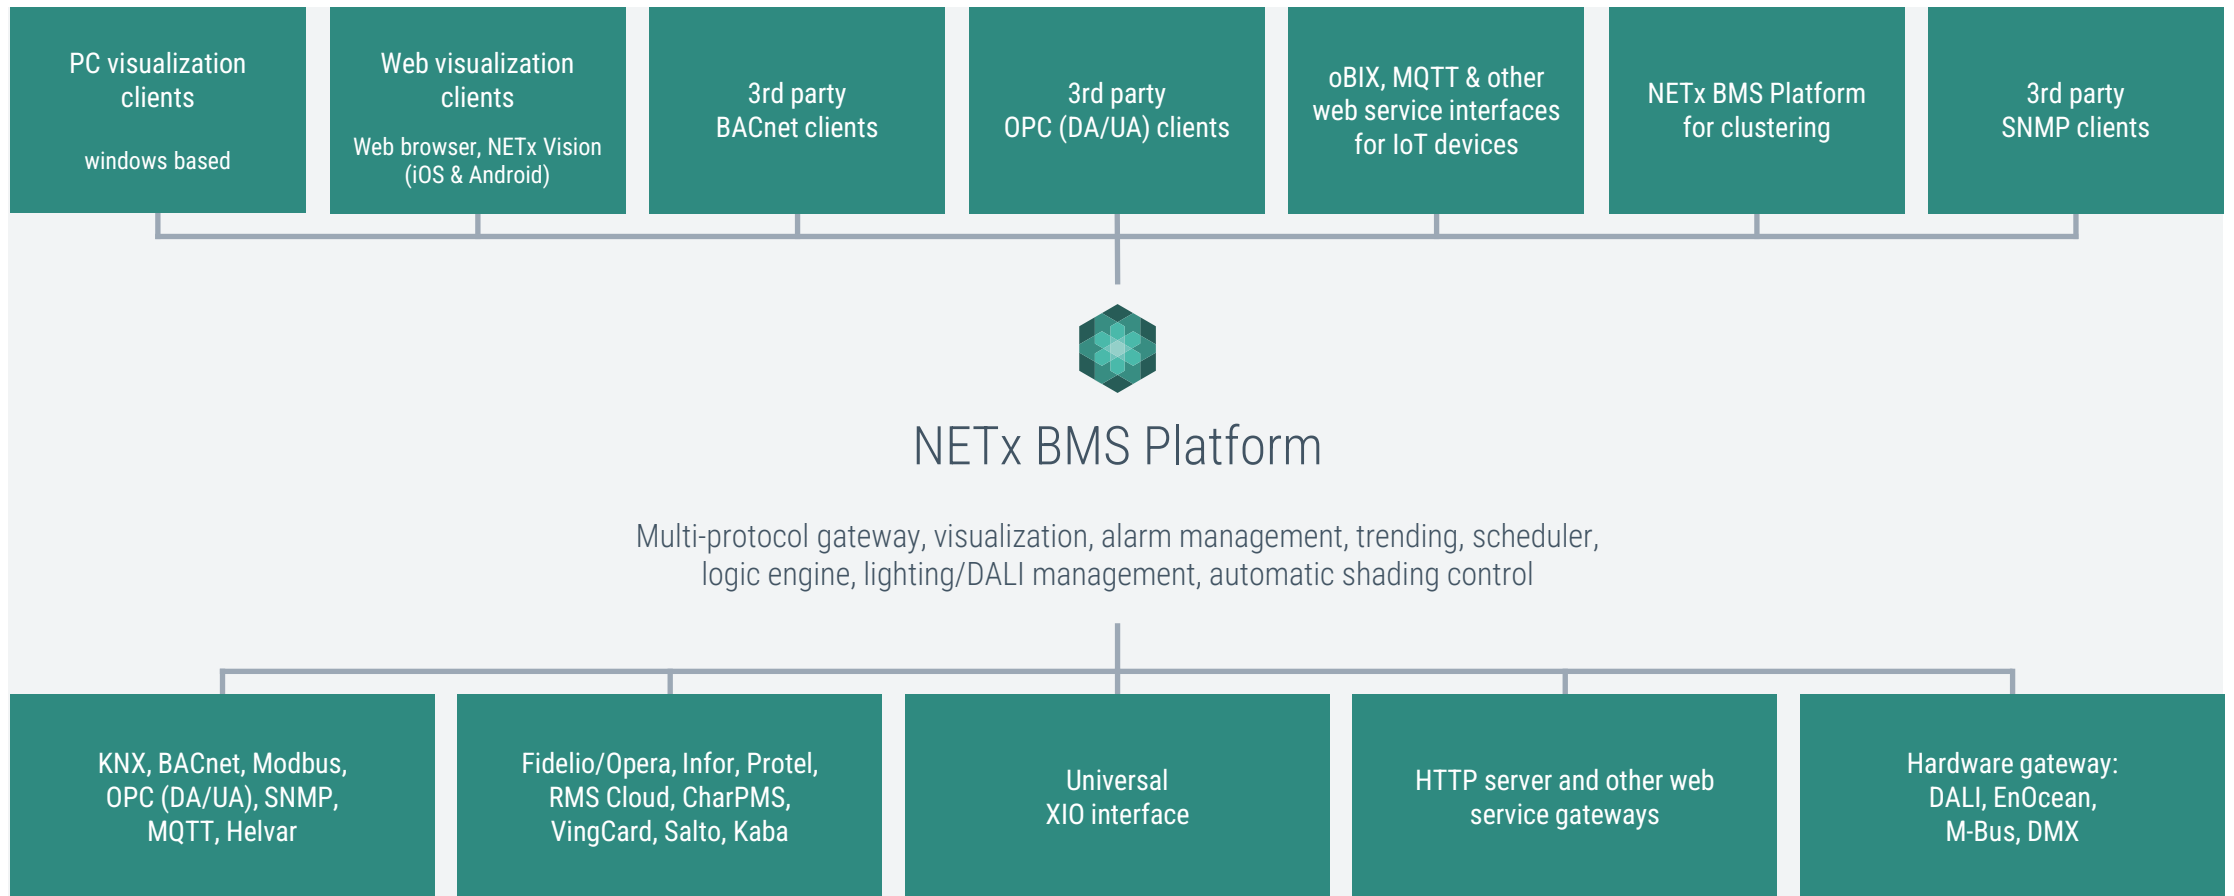 PC visualization
clients
windows based
Web visualization
clients
Web browser, NETx Vision
(iOS & Android)
3rd party
BACnet clients
3rd party
OPC (DA/UA) clients
oBIX, MQTT & other
web service interfaces
for IoT devices
NETx BMS Platform
for clustering
3rd party
SNMP clients
NETx BMS Platform
Multi-protocol gateway, visualization, alarm management, trending, scheduler,
logic engine, lighting/DALI management, automatic shading control
KNX, BACnet, Modbus,
OPC (DA/UA), SNMP,
MQTT, Helvar
Fidelio/Opera, Infor, Protel,
RMS Cloud, CharPMS,
VingCard, Salto, Kaba
Universal
XIO interface
HTTP server and other web
service gateways
Hardware gateway:
DALI, EnOcean,
M-Bus, DMX